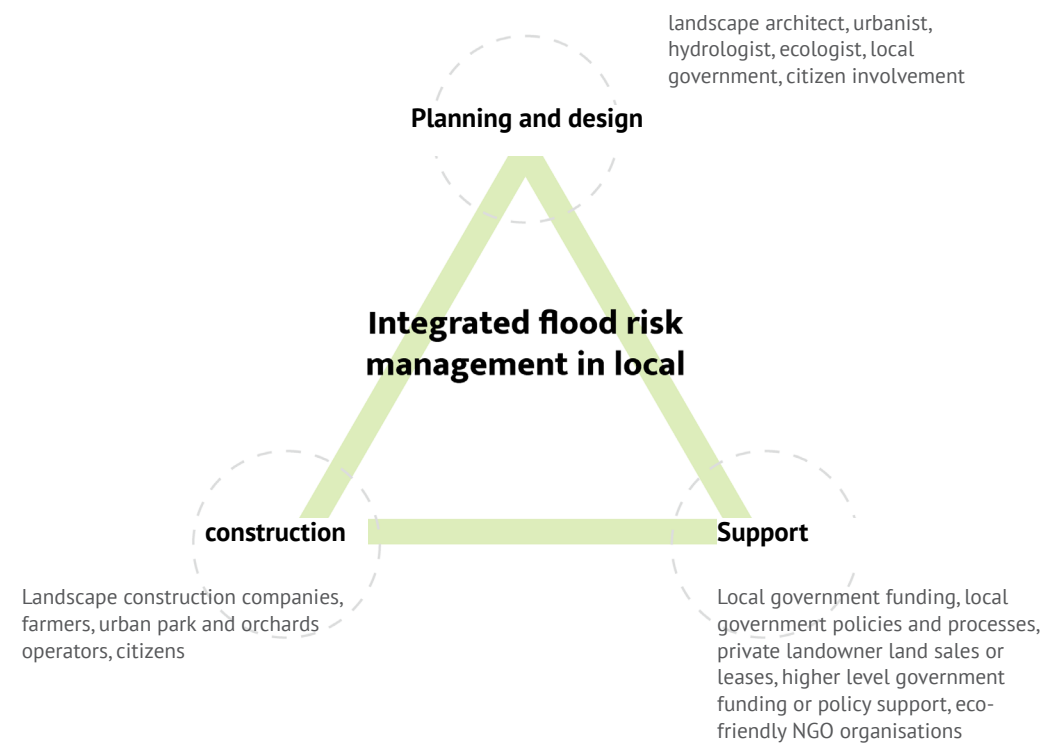 landscape architect, urbanist,
hydrologist, ecologist, local
government, citizen involvement
Planning and design
Integrated flood risk
management in local
construction
Support
Landscape construction companies,
farmers, urban park and orchards
operators, citizens
Local government funding, local
government policies and processes,
private landowner land sales or
leases, higher level government
funding or policy support, eco-
friendly NGO organisations